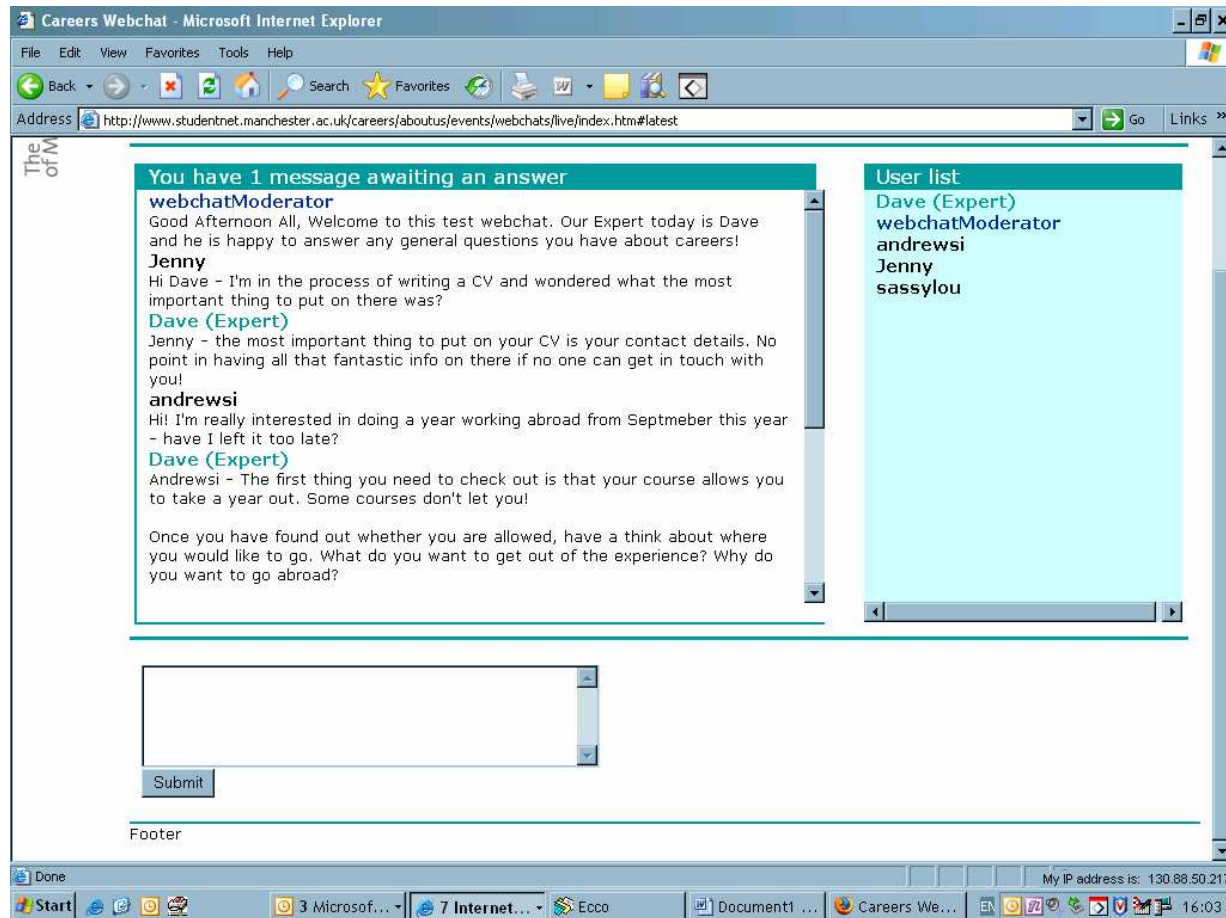 Careers Webchat - Microsoft Internet Explorer
File Edit View Favorites Tools Help
Back Search Favorites
Address http://www.studentnet.manchester.ac.uk/careers/aboutus/events/webchats/live/index.htm#latest Go Links »
The
of M
You have 1 message awaiting an answer
webchatModerator
Good Afternoon All, Welcome to this test webchat. Our Expert today is Dave
and he is happy to answer any general questions you have about careers!
Jenny
Hi Dave - I'm in the process of writing a CV and wondered what the most
important thing to put on there was?
Dave (Expert)
Jenny - the most important thing to put on your CV is your contact details. No
point in having all that fantastic info on there if no one can get in touch with
you!
andrewsi
Hi! I'm really interested in doing a year working abroad from Septmeber this year
- have I left it too late?
Dave (Expert)
Andrewsi - The first thing you need to check out is that your course allows you
to take a year out. Some courses don't let you!
Once you have found out whether you are allowed, have a think about where
you would like to go. What do you want to get out of the experience? Why do
you want to go abroad?
User list
Dave (Expert)
webchatModerator
andrewsi
Jenny
sassylou
Submit
Footer
Done
My IP address is: 130.88.50.217
Start 3 Microsof... 7 Internet... Ecco Document1 ... Careers We... EN 16:03